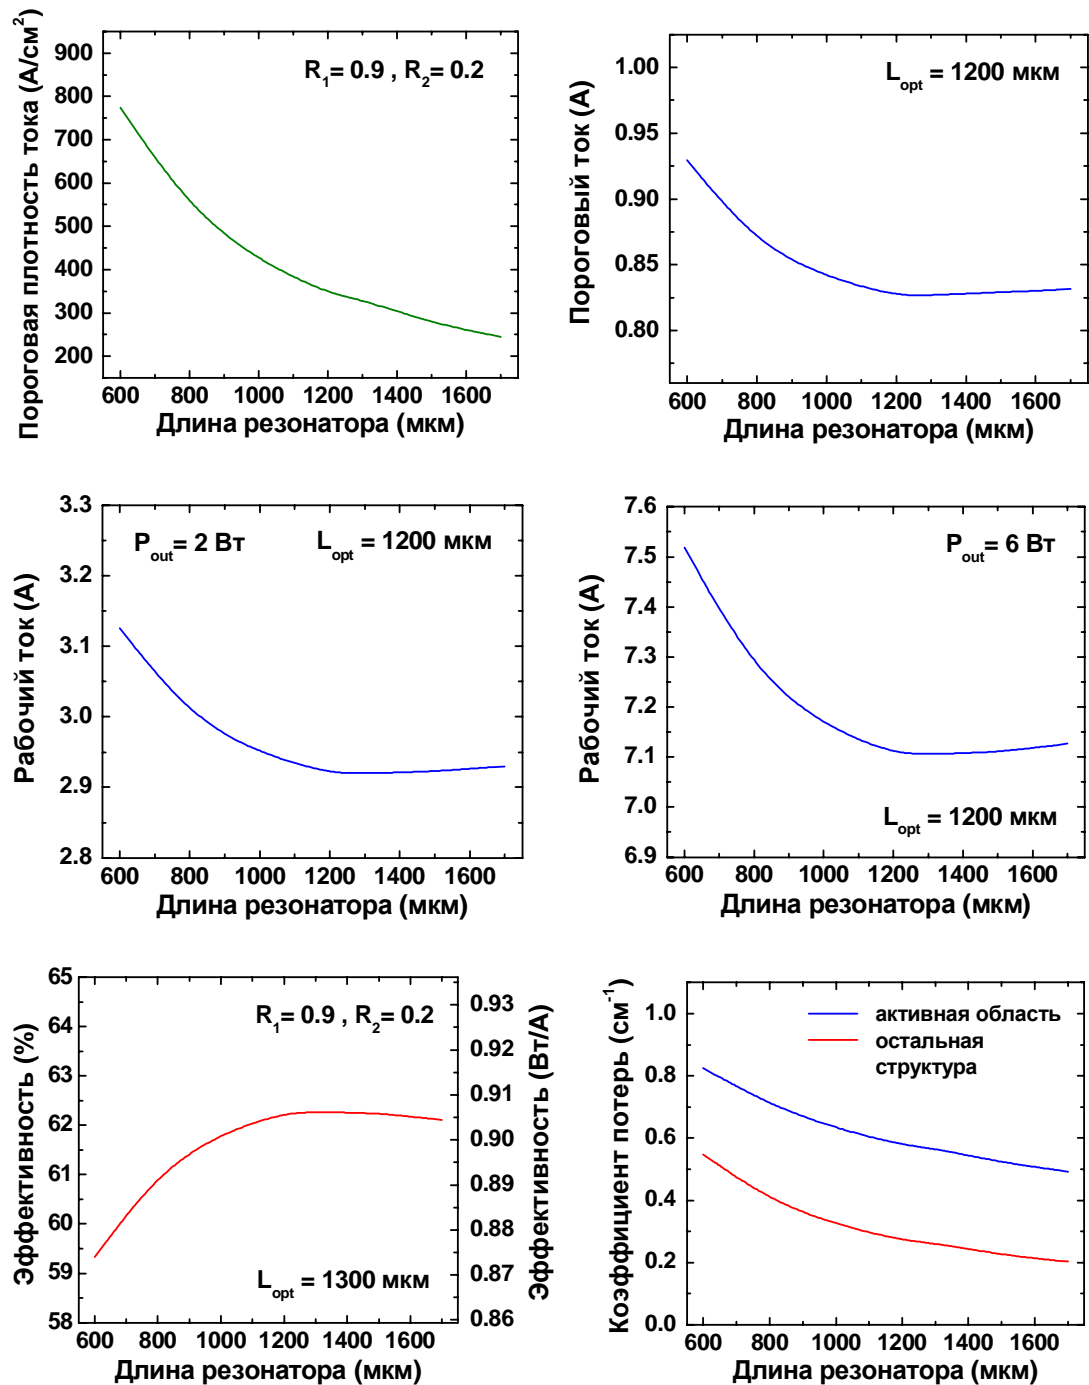 Пороговая плотность тока (А/см²)
900
800
700
600
500
400
300
200
R₁= 0.9 , R₂= 0.2
600 800 1000 1200 1400 1600
Длина резонатора (мкм)
Пороговый ток (А)
1.00
0.95
0.90
0.85
0.80
L_opt = 1200 мкм
600 800 1000 1200 1400 1600
Длина резонатора (мкм)
Рабочий ток (А)
3.3
3.2
3.1
3.0
2.9
2.8
P_out= 2 Вт L_opt = 1200 мкм
600 800 1000 1200 1400 1600
Длина резонатора (мкм)
Рабочий ток (А)
7.6
7.5
7.4
7.3
7.2
7.1
7.0
6.9
P_out= 6 Вт
L_opt = 1200 мкм
600 800 1000 1200 1400 1600
Длина резонатора (мкм)
Эффективность (%)
65
64
63
62
61
60
59
58
R₁= 0.9 , R₂= 0.2
L_opt = 1300 мкм
0.93
0.92
0.91
0.90
0.89
0.88
0.87
0.86
Эффективность (Вт/А)
600 800 1000 1200 1400 1600
Длина резонатора (мкм)
Коэффициент потерь (см⁻¹)
1.0
0.8
0.6
0.4
0.2
0.0
активная область
остальная
структура
600 800 1000 1200 1400 1600
Длина резонатора (мкм)